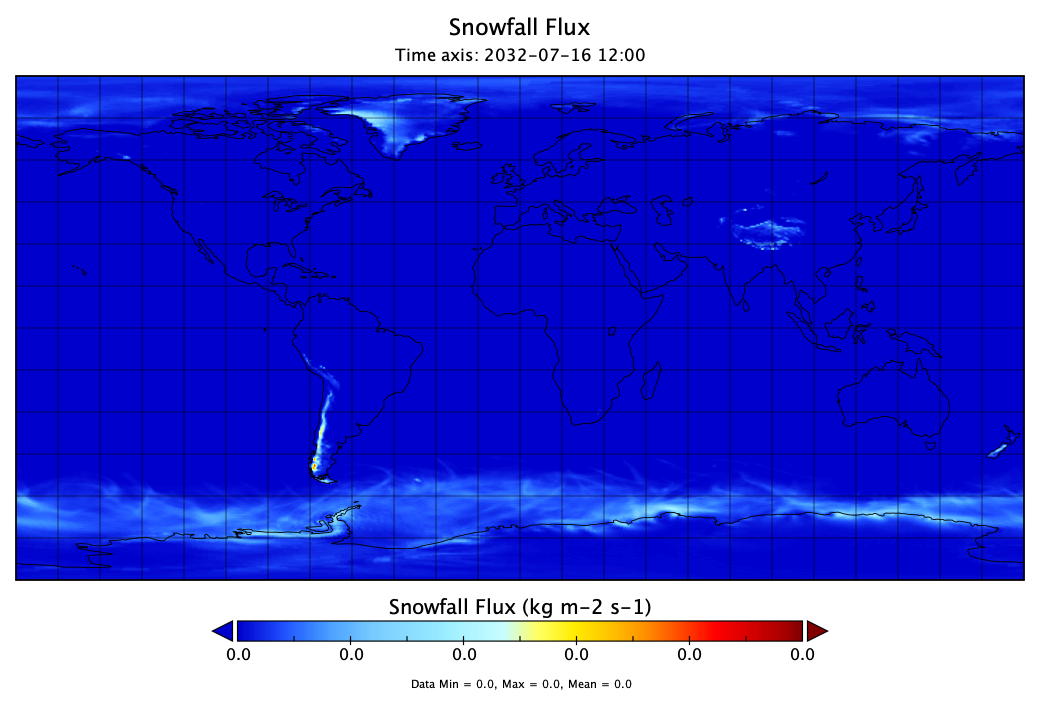 Snowfall Flux
Time axis: 2032-07-16 12:00
Snowfall Flux (kg m-2 s-1)
0.0 0.0 0.0 0.0 0.0 0.0
Data Min = 0.0, Max = 0.0, Mean = 0.0